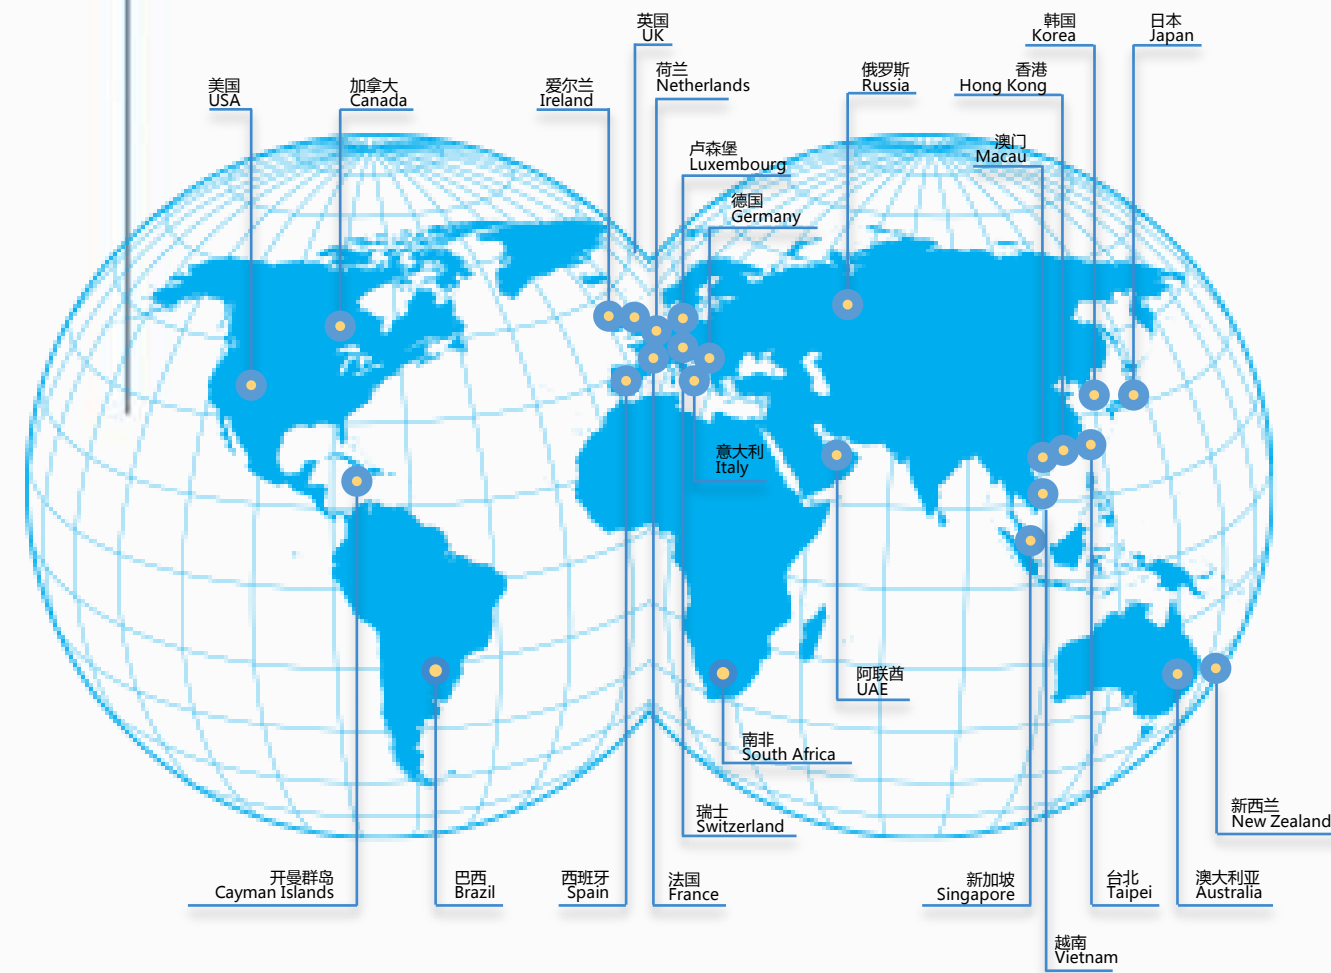 英国
UK
韩国
Korea
日本
Japan
美国
USA
加拿大
Canada
爱尔兰
Ireland
荷兰
Netherlands
俄罗斯
Russia
香港
Hong Kong
卢森堡
Luxembourg
澳门
Macau
德国
Germany
意大利
Italy
阿联酋
UAE
南非
South Africa
瑞士
Switzerland
新西兰
New Zealand
开曼群岛
Cayman Islands
巴西
Brazil
西班牙
Spain
法国
France
新加坡
Singapore
台北
Taipei
澳大利亚
Australia
越南
Vietnam